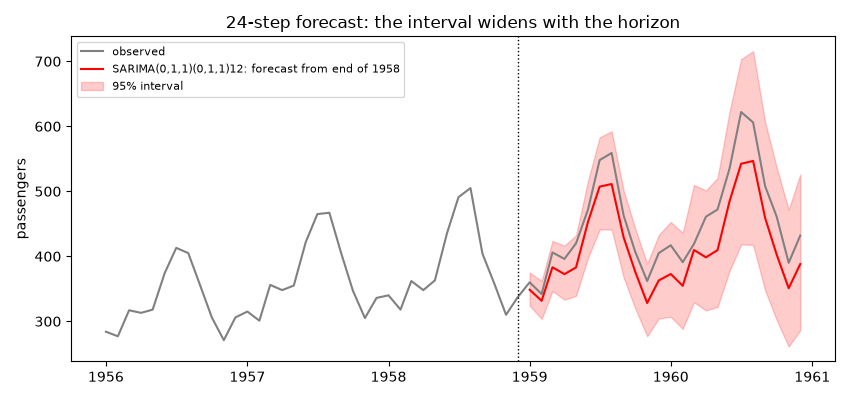 24-step forecast: the interval widens with the horizon
observed
SARIMA(0,1,1)(0,1,1)12: forecast from end of 1958
95% interval
passengers
700
600
500
400
300
1956
1957
1958
1959
1960
1961